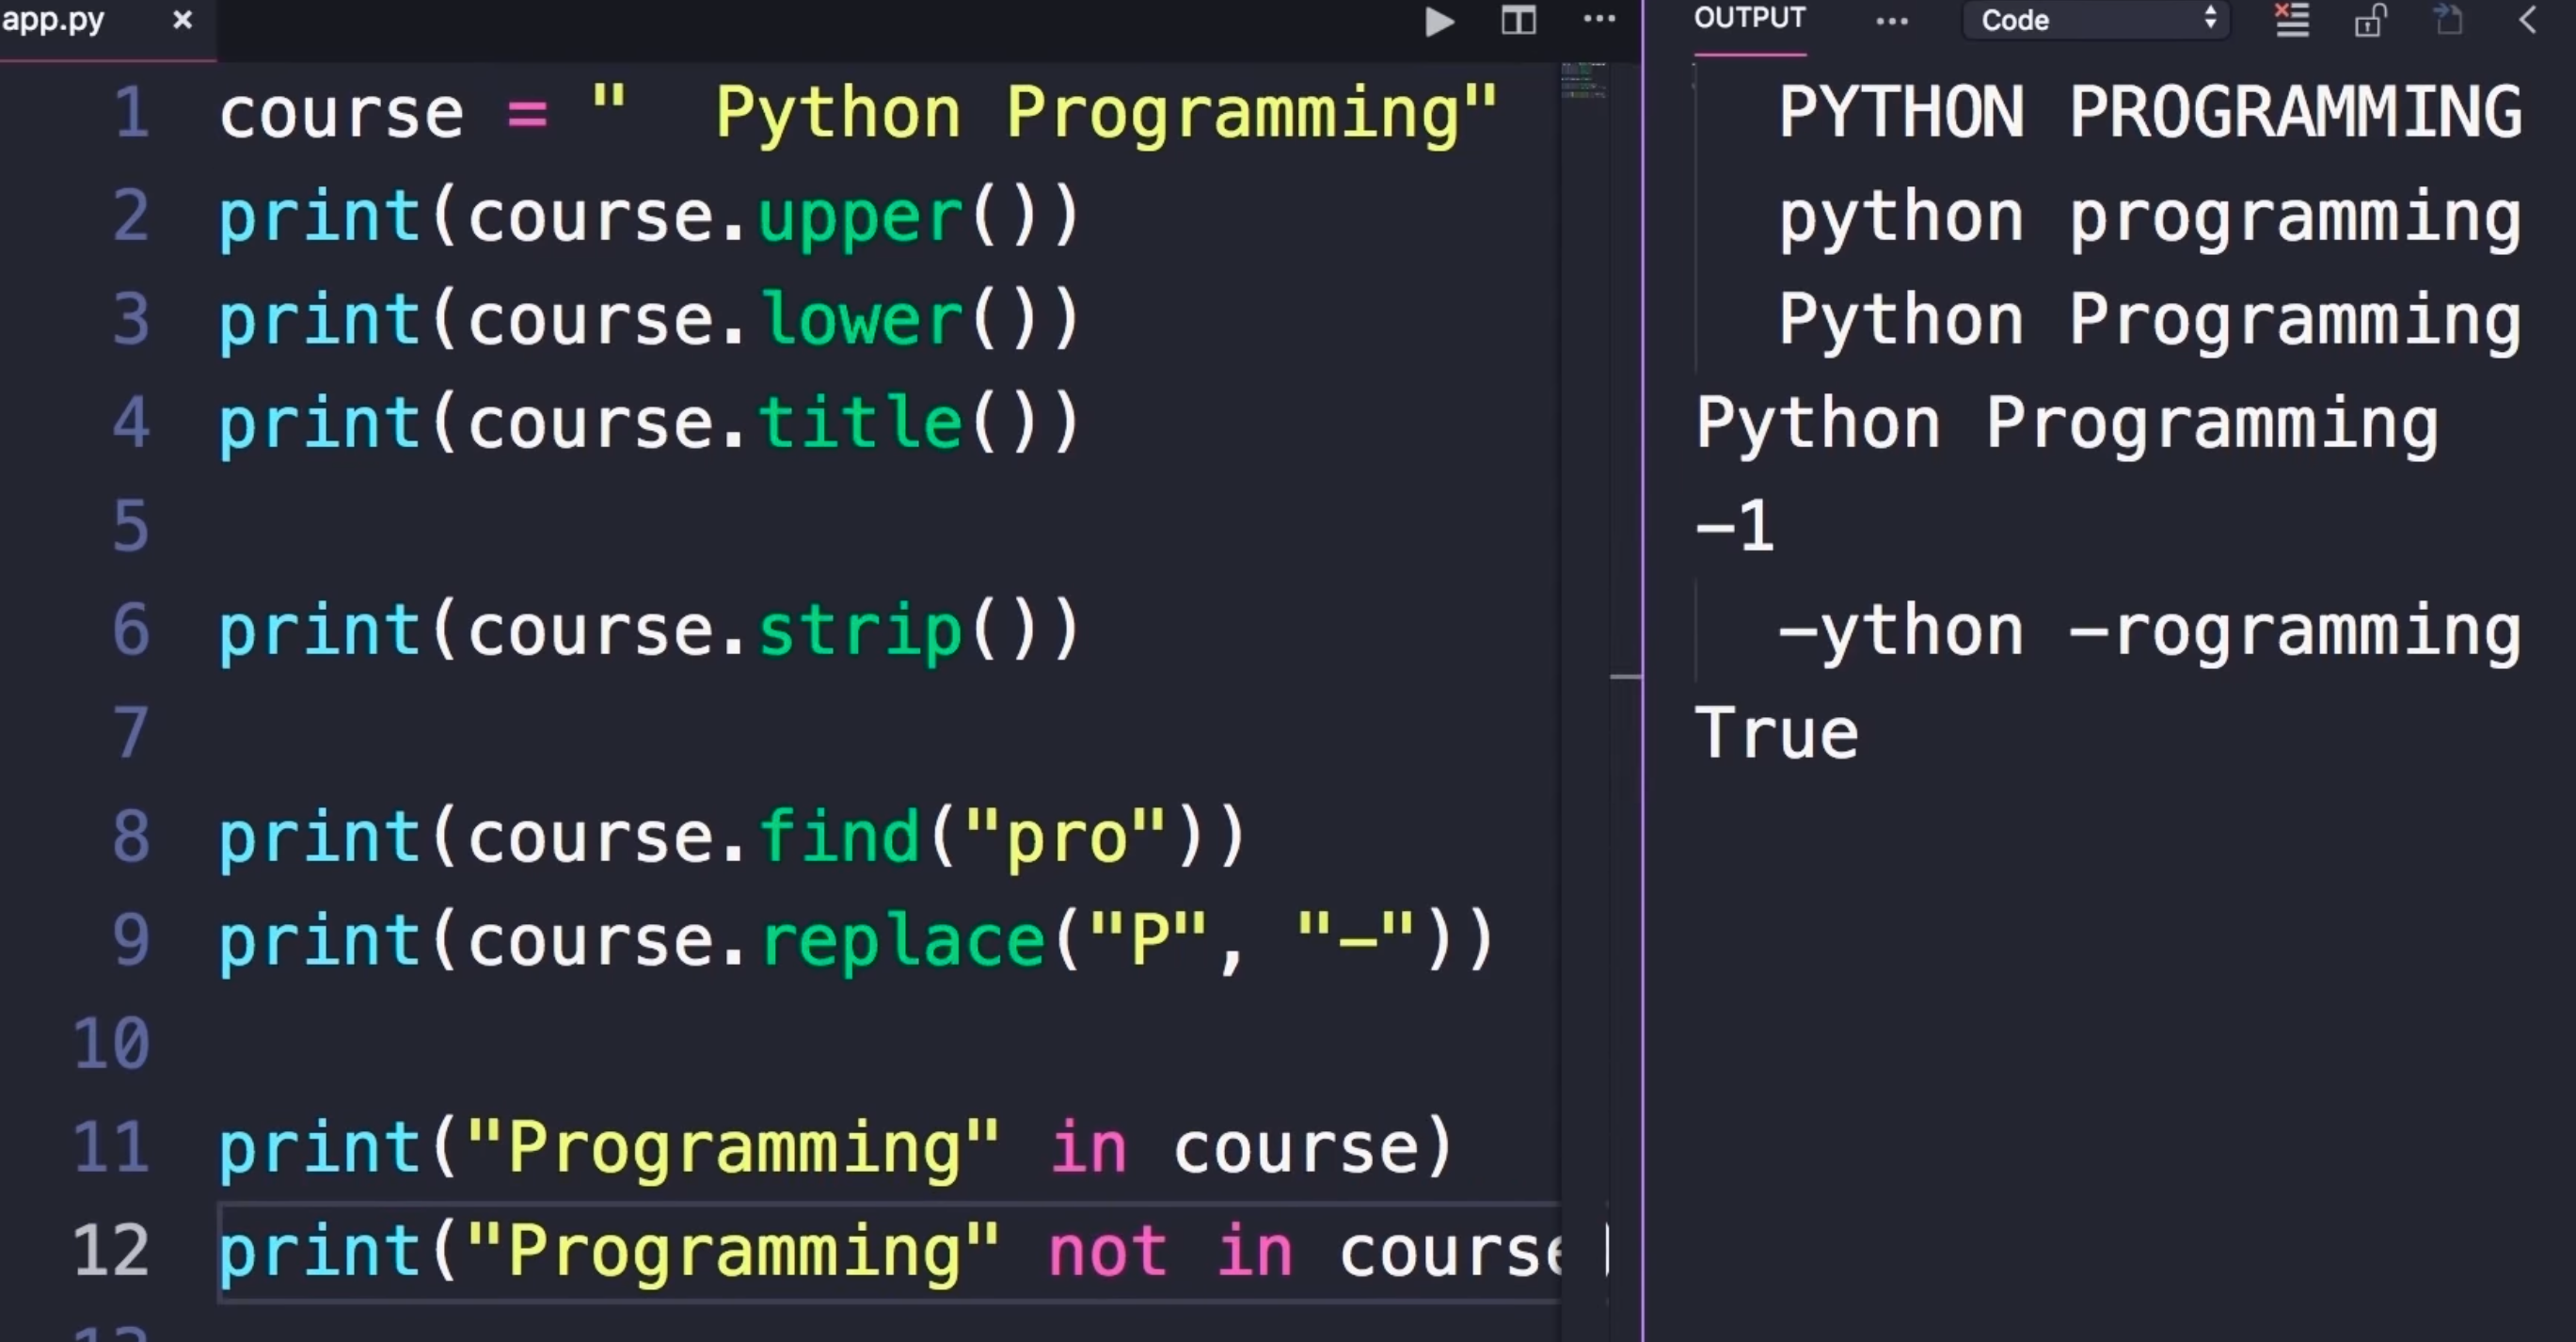 app.py ×
1 course = "  Python Programming"
2 print(course.upper())
3 print(course.lower())
4 print(course.title())
5
6 print(course.strip())
7
8 print(course.find("pro"))
9 print(course.replace("P", "-"))
10
11 print("Programming" in course)
12 print("Programming" not in course
13
OUTPUT ... Code
  PYTHON PROGRAMMING
  python programming
  Python Programming
Python Programming
-1
  -ython -rogramming
True